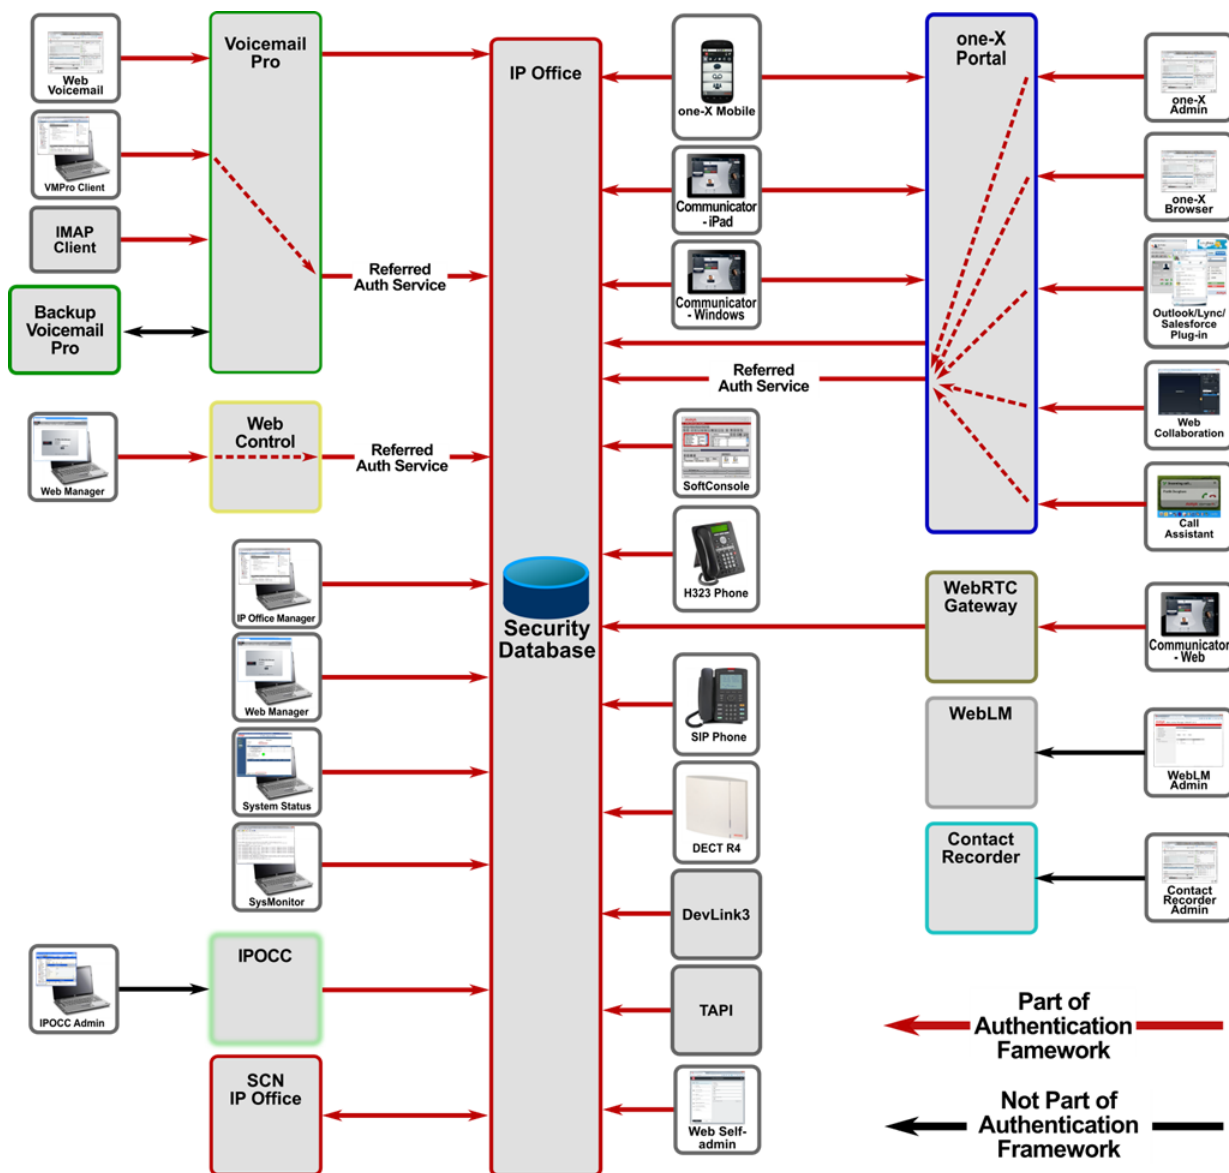 Web
Voicemail
VMPro Client
IMAP
Client
Backup
Voicemail
Pro
Voicemail
Pro
Referred
Auth Service
Web Manager
Web
Control
Referred
Auth Service
IP Office Manager
Web Manager
System Status
SysMonitor
IPOCC Admin
IPOCC
SCN
IP Office
IP Office
Security
Database
one-X Mobile
Communicator
- iPad
Communicator
- Windows
Referred
Auth Service
SoftConsole
H323 Phone
SIP Phone
DECT R4
DevLink3
TAPI
Web Self-
admin
one-X
Portal
one-X
Admin
one-X
Browser
Outlook/Lync/
Salesforce
Plug-in
Web
Collaboration
Call
Assistant
WebRTC
Gateway
Communicator
- Web
WebLM
WebLM
Admin
Contact
Recorder
Contact
Recorder
Admin
Part of
Authentication
Famework
Not Part of
Authentication
Framework